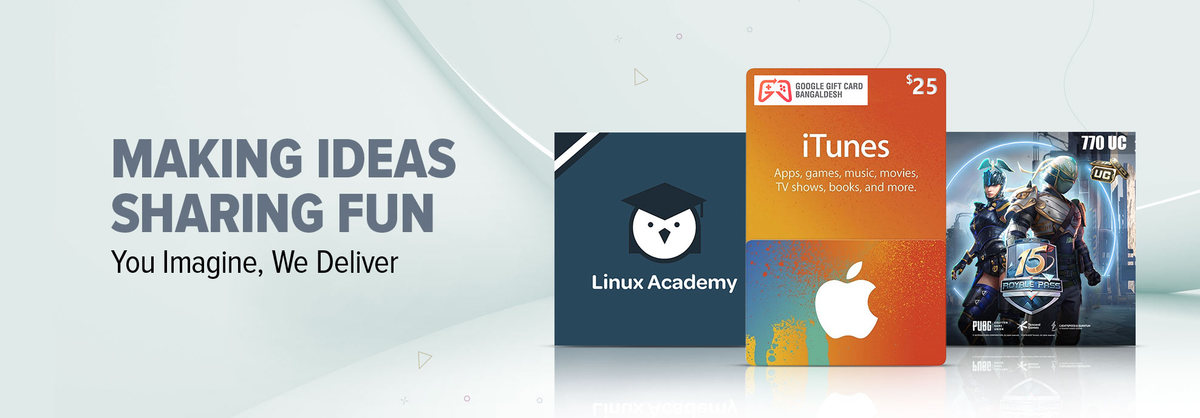 MAKING IDEAS
SHARING FUN
You Imagine, We Deliver
Linux Academy
GOOGLE GIFT CARD
BANGALDESH
$25
iTunes
Apps, games, music, movies,
TV shows, books, and more.
770 UC
UC
15
ROYALE PASS
PUBG